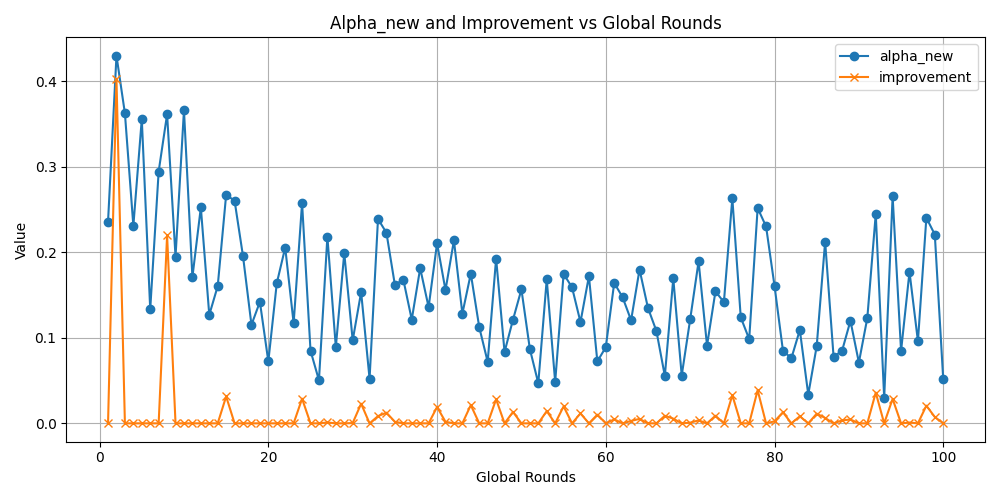 Alpha_new and Improvement vs Global Rounds
alpha_new
improvement
Value
0.4
0.3
0.2
0.1
0.0
0 20 40 60 80 100
Global Rounds